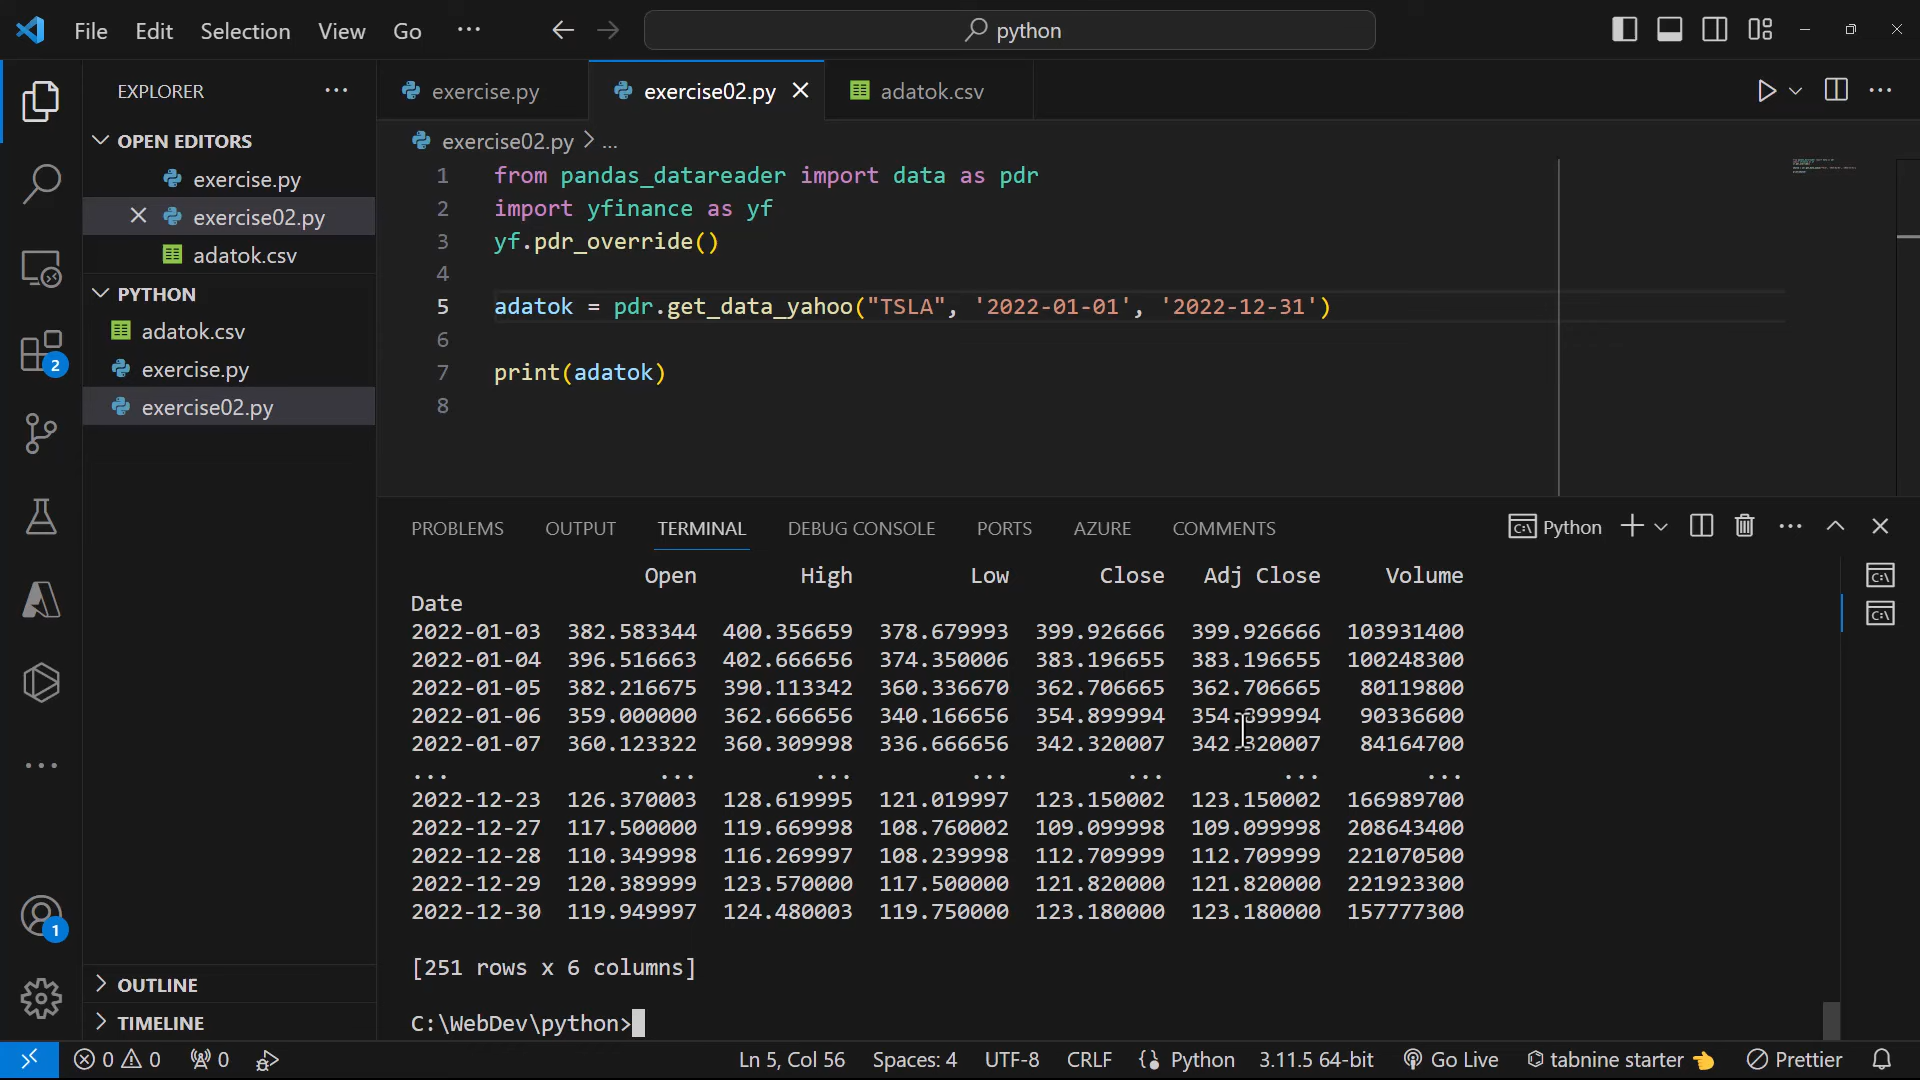 File Edit Selection View Go ... python
EXPLORER ...
OPEN EDITORS
exercise.py
exercise02.py
adatok.csv
PYTHON
adatok.csv
exercise.py
exercise02.py
OUTLINE
TIMELINE
2
1
exercise.py exercise02.py adatok.csv
exercise02.py > ...
1 from pandas_datareader import data as pdr
2 import yfinance as yf
3 yf.pdr_override()
4
5 adatok = pdr.get_data_yahoo("TSLA", '2022-01-01', '2022-12-31')
6
7 print(adatok)
8
PROBLEMS OUTPUT TERMINAL DEBUG CONSOLE PORTS AZURE COMMENTS Python
Open High Low Close Adj Close Volume
Date
2022-01-03 382.583344 400.356659 378.679993 399.926666 399.926666 103931400
2022-01-04 396.516663 402.666656 374.350006 383.196655 383.196655 100248300
2022-01-05 382.216675 390.113342 360.336670 362.706665 362.706665 80119800
2022-01-06 359.000000 362.666656 340.166656 354.899994 354.899994 90336600
2022-01-07 360.123322 360.309998 336.666656 342.320007 342.320007 84164700
... ... ... ... ... ... ...
2022-12-23 126.370003 128.619995 121.019997 123.150002 123.150002 166989700
2022-12-27 117.500000 119.669998 108.760002 109.099998 109.099998 208643400
2022-12-28 110.349998 116.269997 108.239998 112.709999 112.709999 221070500
2022-12-29 120.389999 123.570000 117.500000 121.820000 121.820000 221923300
2022-12-30 119.949997 124.480003 119.750000 123.180000 123.180000 157777300
[251 rows x 6 columns]
C:\WebDev\python>
0 0 0 Ln 5, Col 56 Spaces: 4 UTF-8 CRLF Python 3.11.5 64-bit Go Live tabnine starter Prettier